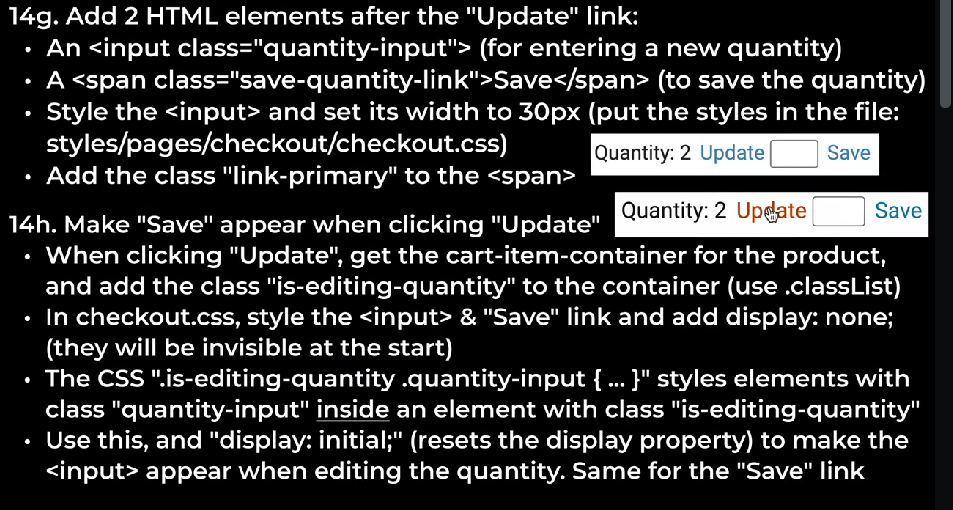 14g. Add 2 HTML elements after the "Update" link:
• An <input class="quantity-input"> (for entering a new quantity)
• A <span class="save-quantity-link">Save</span> (to save the quantity)
• Style the <input> and set its width to 30px (put the styles in the file:
styles/pages/checkout/checkout.css)
Quantity: 2 Update Save
• Add the class "link-primary" to the <span>
Quantity: 2 Update Save
14h. Make "Save" appear when clicking "Update"
• When clicking "Update", get the cart-item-container for the product,
and add the class "is-editing-quantity" to the container (use .classList)
• In checkout.css, style the <input> & "Save" link and add display: none;
(they will be invisible at the start)
• The CSS ".is-editing-quantity .quantity-input { ... }" styles elements with
class "quantity-input" inside an element with class "is-editing-quantity"
• Use this, and "display: initial;" (resets the display property) to make the
<input> appear when editing the quantity. Same for the "Save" link